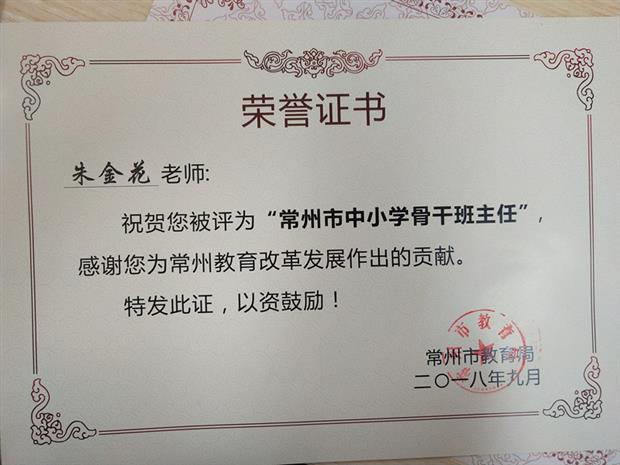 荣誉证书
朱金花 老师:
祝贺您被评为“常州市中小学骨干班主任”,
感谢您为常州教育改革发展作出的贡献。
特发此证，以资鼓励！
市教育
常州市教育局
二〇一八年九月